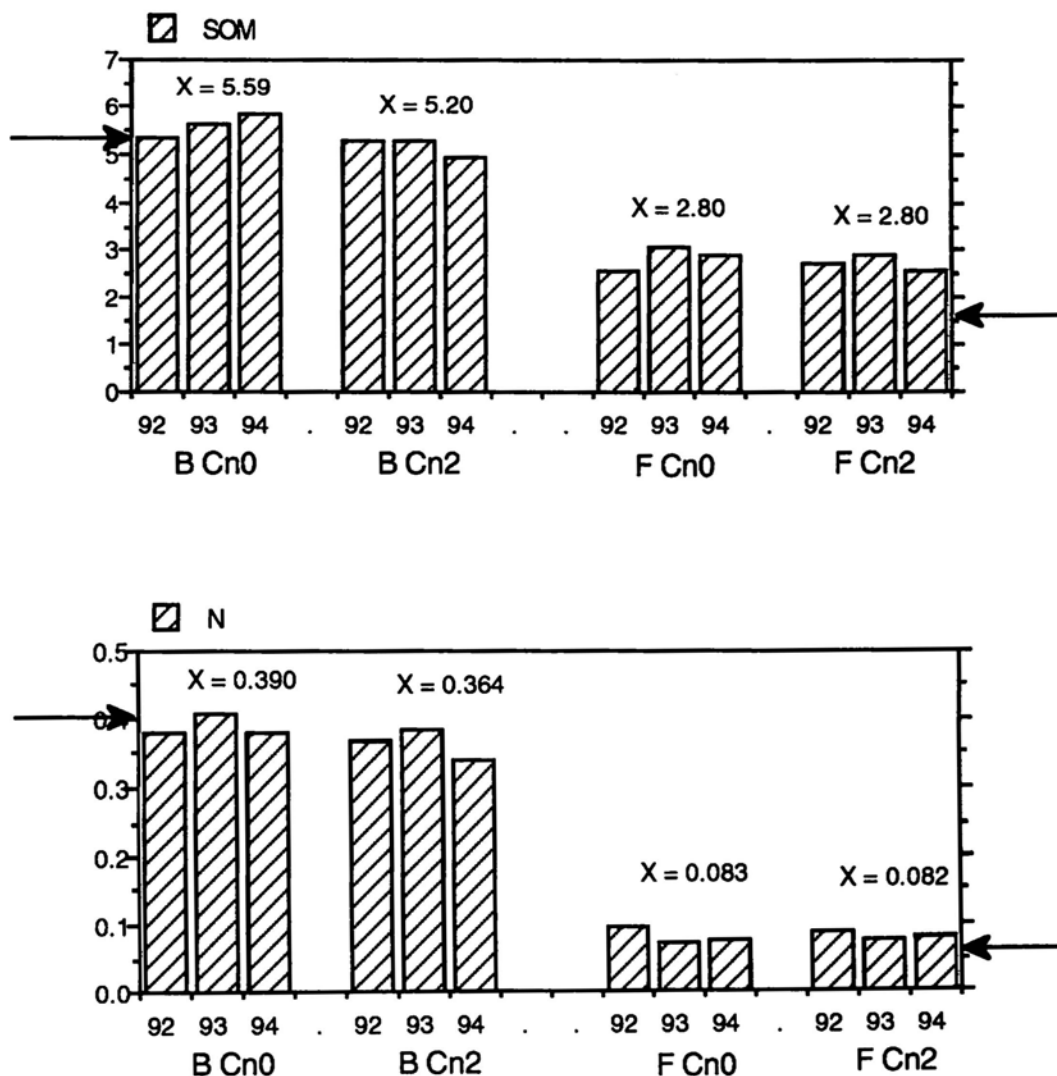 SOM
7
X = 5.59
X = 5.20
6
5
4
X = 2.80
X = 2.80
3
2
1
0
92 93 94 . 92 93 94 . . 92 93 94 . 92 93 94
B Cn0 B Cn2 F Cn0 F Cn2
N
0.5
X = 0.390
X = 0.364
0.4
0.3
0.2
X = 0.083
X = 0.082
0.1
0.0
92 93 94 . 92 93 94 . . 92 93 94 . 92 93 94
B Cn0 B Cn2 F Cn0 F Cn2